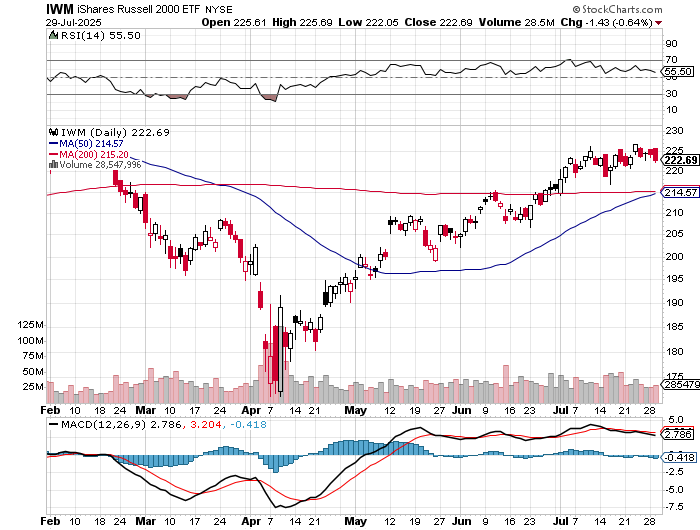 IWM iShares Russell 2000 ETF NYSE © StockCharts.com
29-Jul-2025 Open 225.61 High 225.69 Low 222.05 Close 222.69 Volume 28.5M Chg -1.43 (-0.64%)
RSI(14) 55.50
90
70
55.50
30
10
IWM (Daily) 222.69
MA(50) 214.57
MA(200) 215.20
Volume 28,547,996
230
225
222.69
220
214.57
210
205
200
195
190
185
180
175
125M
100M
75M
50M
25M
285479
Feb 10 18 24 Mar 10 17 24 Apr 7 14 21 May 12 19 27 Jun 9 16 23 Jul 7 14 21 28
MACD(12,26,9) 2.786, 3.204, -0.418
5.0
2.786
-0.418
-2.5
-5.0
-7.5
Feb 10 18 24 Mar 10 17 24 Apr 7 14 21 May 12 19 27 Jun 9 16 23 Jul 7 14 21 28